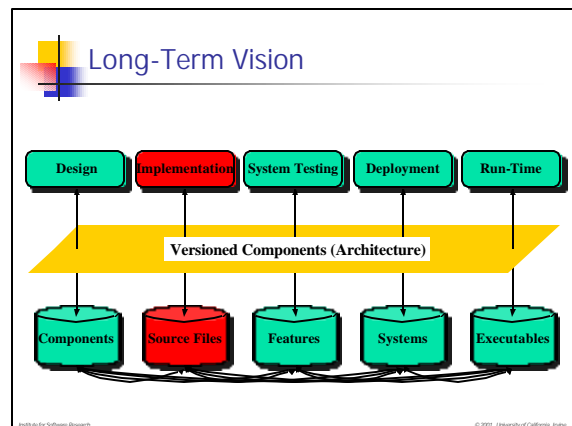 Long-Term Vision
Design
Implementation
System Testing
Deployment
Run-Time
Versioned Components (Architecture)
Components
Source Files
Features
Systems
Executables
Institute for Software Research
© 2001, University of California, Irvine